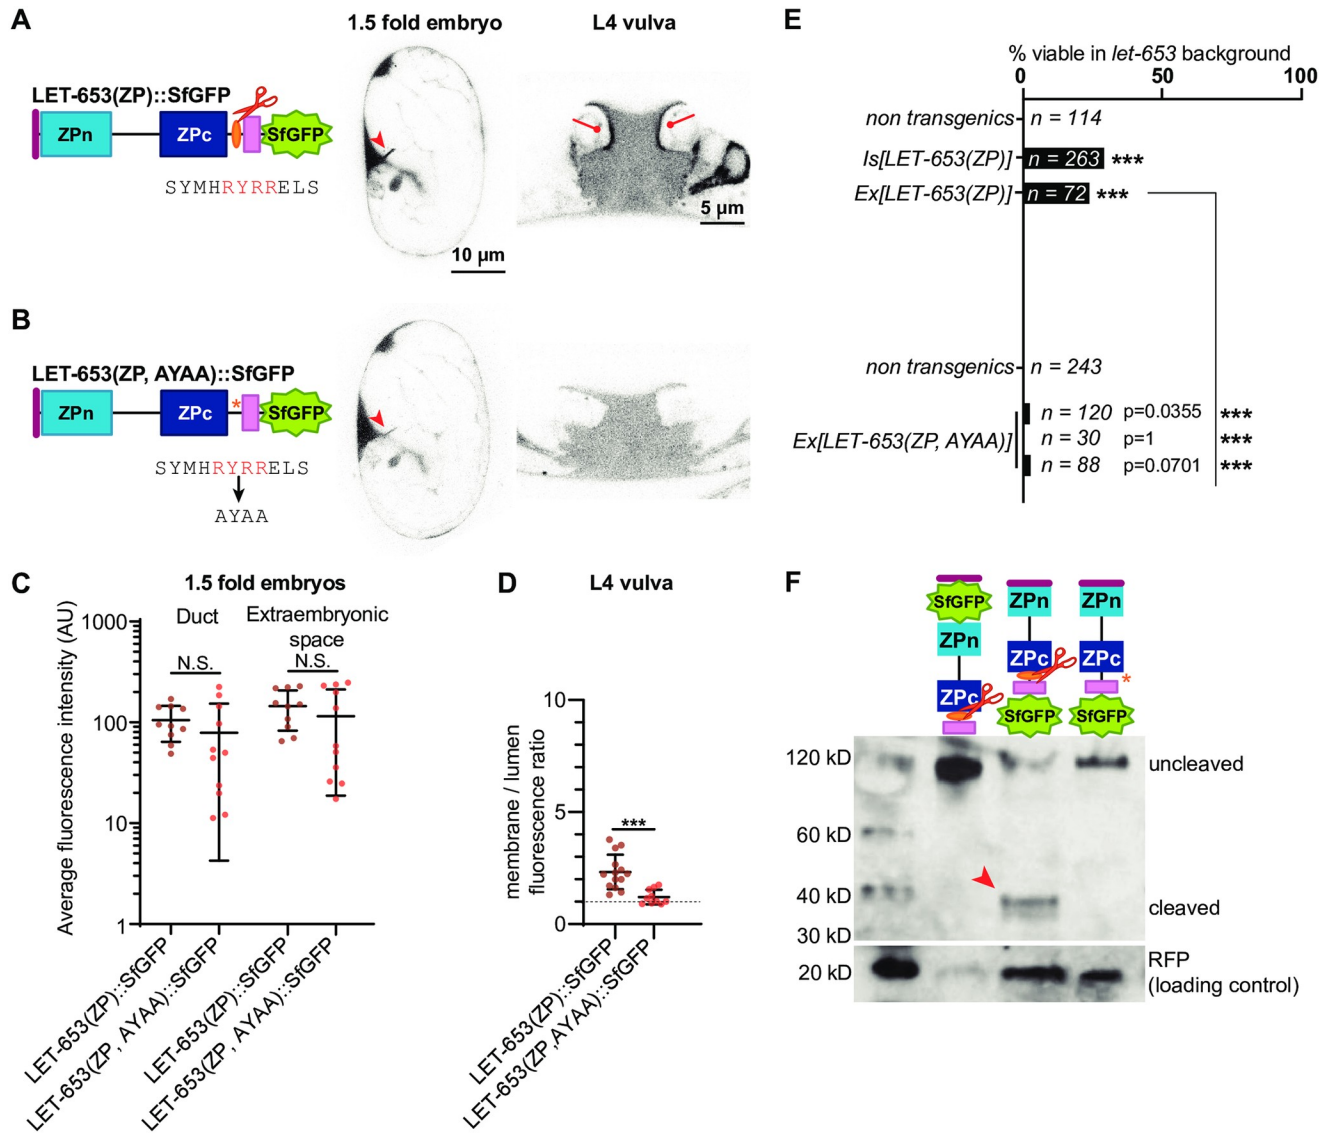 A
1.5 fold embryo
L4 vulva
LET-653(ZP)::SfGFP
ZPn
ZPc
SfGFP
SYMHRYRRELS
10 µm
5 µm
B
LET-653(ZP, AYAA)::SfGFP
ZPn
ZPc
*
SfGFP
SYMHRYRRELS
AYAA
C
1.5 fold embryos
Duct
Extraembryonic
space
N.S.
N.S.
Average fluorescence intensity (AU)
1000
100
10
1
LET-653(ZP)::SfGFP
LET-653(ZP, AYAA)::SfGFP
LET-653(ZP)::SfGFP
LET-653(ZP, AYAA)::SfGFP
D
L4 vulva
membrane / lumen
fluorescence ratio
10
5
0
***
LET-653(ZP)::SfGFP
LET-653(ZP,AYAA)::SfGFP
E
% viable in let-653 background
0 50 100
non transgenics n = 114
Is[LET-653(ZP)] n = 263 ***
Ex[LET-653(ZP)] n = 72 ***
non transgenics n = 243
Ex[LET-653(ZP, AYAA)]
n = 120 p=0.0355 ***
n = 30 p=1 ***
n = 88 p=0.0701 ***
F
SfGFP
ZPn
ZPc
ZPn
ZPc
SfGFP
ZPn
ZPc
*
SfGFP
120 kD
60 kD
40 kD
30 kD
20 kD
uncleaved
cleaved
RFP
(loading control)